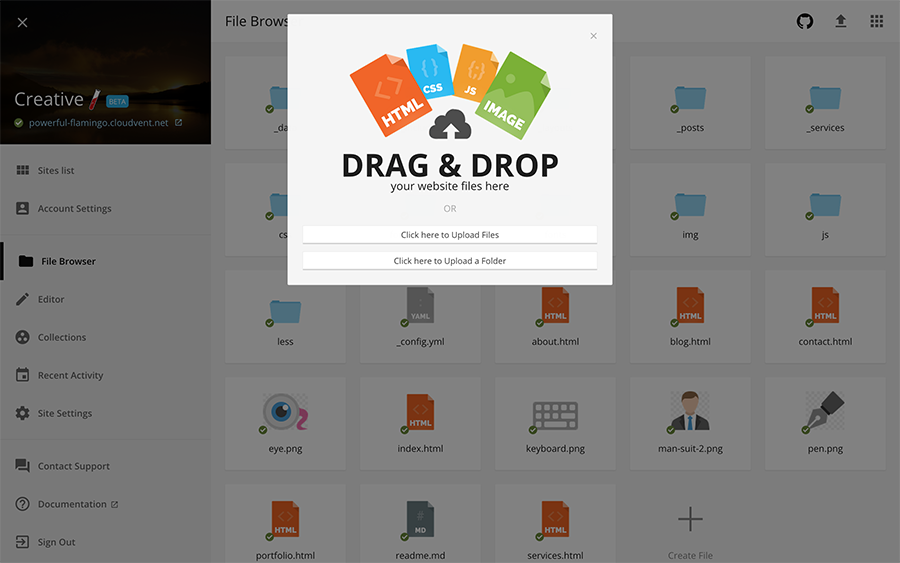 File Brows
Creative
BETA
powerful-flamingo.cloudvent.net
Sites list
Account Settings
File Browser
Editor
Collections
Recent Activity
Site Settings
Contact Support
Documentation
Sign Out
HTML
CSS
JS
IMAGE
DRAG & DROP
your website files here
OR
Click here to Upload Files
Click here to Upload a Folder
_da
_posts
_services
cs
img
js
less
YAML
_config.yml
HTML
about.html
HTML
blog.html
HTML
contact.html
eye.png
HTML
index.html
keyboard.png
man-suit-2.png
pen.png
HTML
portfolio.html
#
MD
readme.md
HTML
services.html
Create File